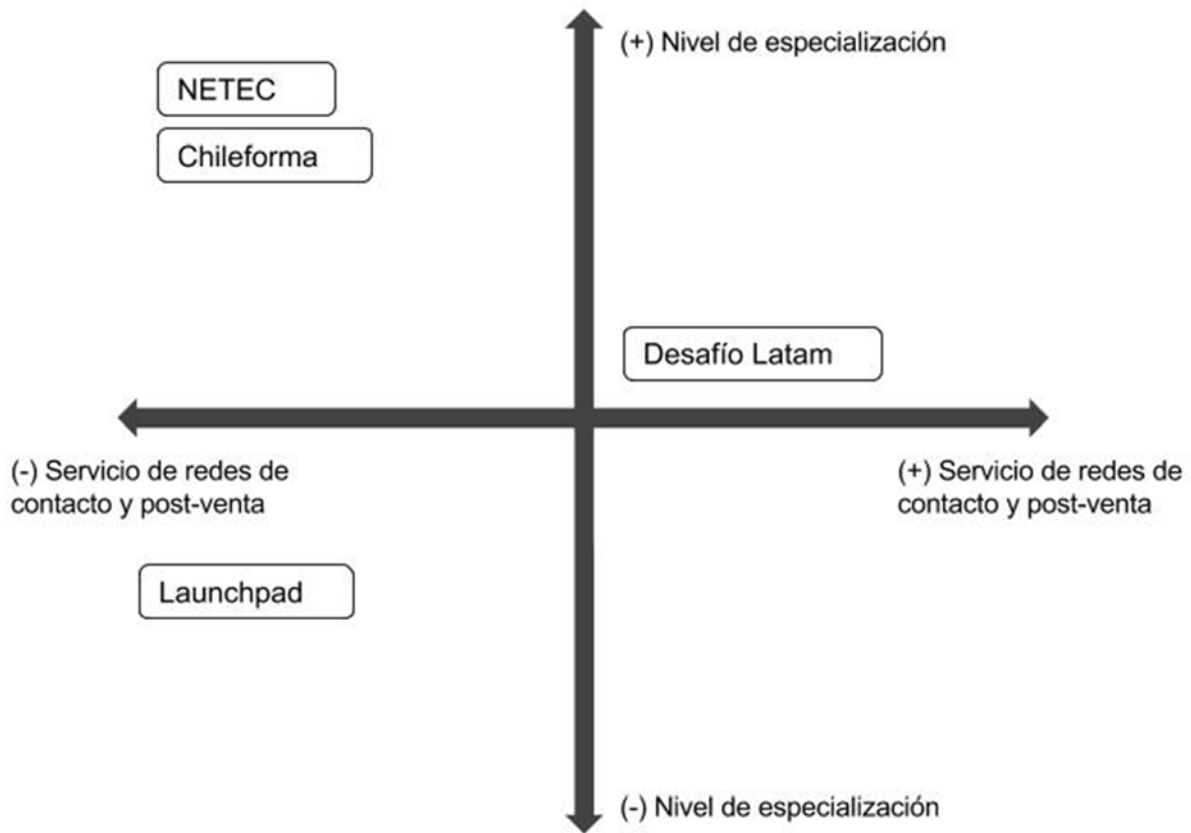 (+) Nivel de especialización
NETEC
Chileforma
Desafío Latam
(-) Servicio de redes de
contacto y post-venta
(+) Servicio de redes de
contacto y post-venta
Launchpad
(-) Nivel de especialización